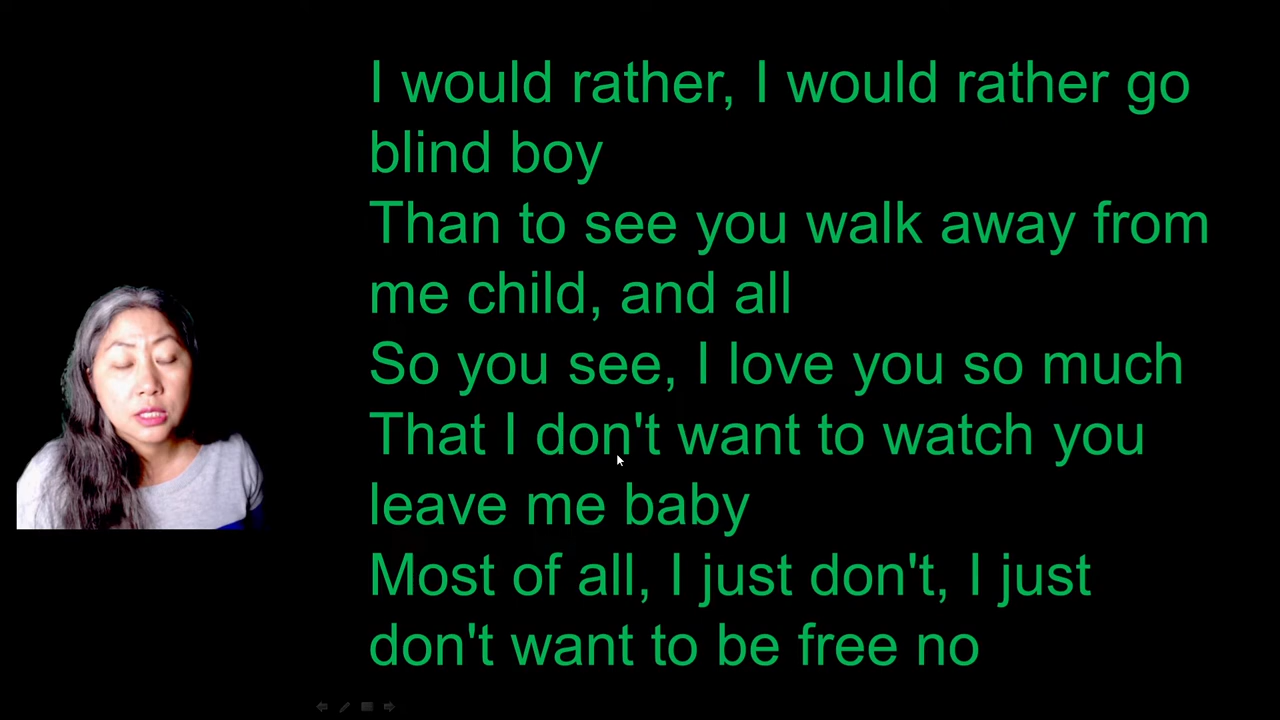 I would rather, I would rather go
blind boy
Than to see you walk away from
me child, and all
So you see, I love you so much
That I don't want to watch you
leave me baby
Most of all, I just don't, I just
don't want to be free no